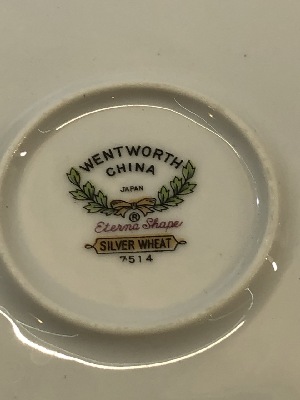 WENTWORTH
CHINA
JAPAN
®
Eterna Shape
SILVER WHEAT
7514